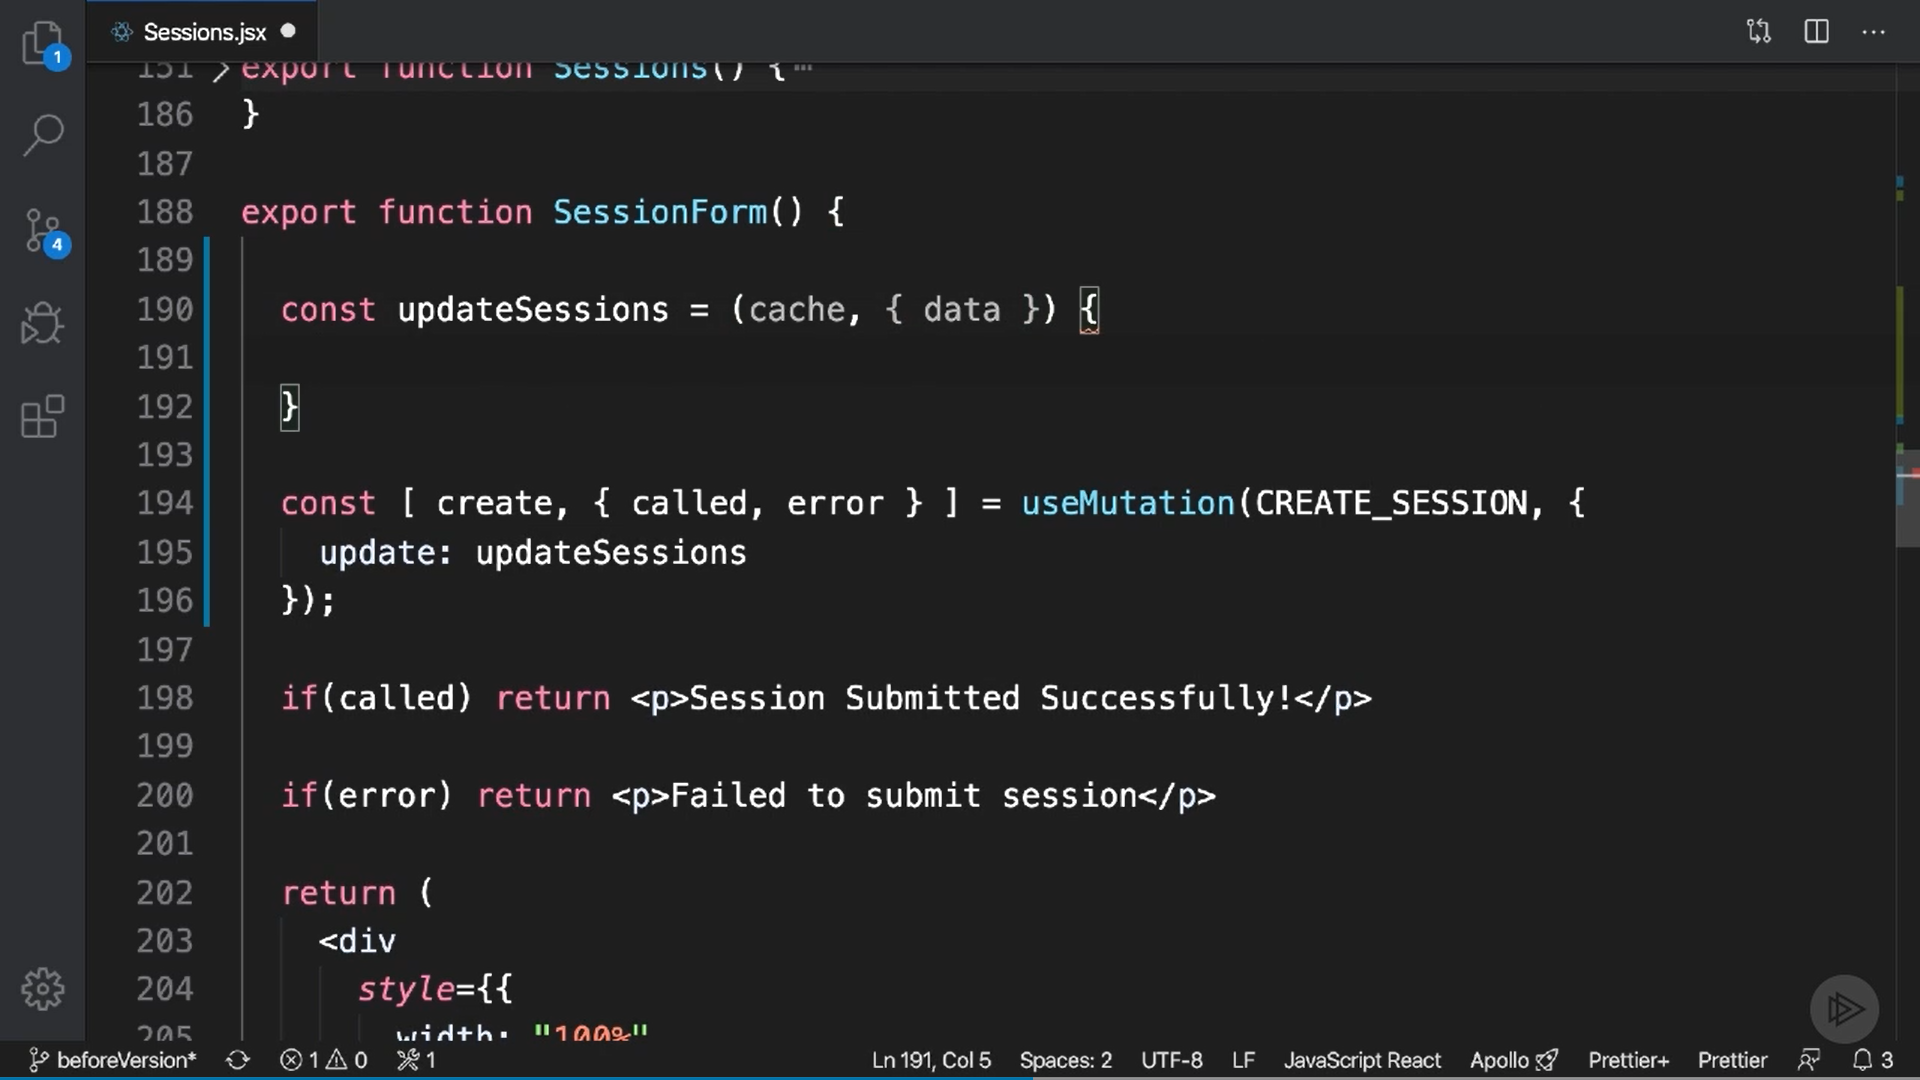 1
Sessions.jsx
151 export function Sessions() {
186 }
187
188 export function SessionForm() {
189
190 const updateSessions = (cache, { data }) {
191
192 }
193
4
194 const [ create, { called, error } ] = useMutation(CREATE_SESSION, {
195 update: updateSessions
196 });
197
198 if(called) return <p>Session Submitted Successfully!</p>
199
200 if(error) return <p>Failed to submit session</p>
201
202 return (
203 <div
204 style={{
205 width: "100%"
beforeVersion* 1 0 1 Ln 191, Col 5 Spaces: 2 UTF-8 LF JavaScript React Apollo Prettier+ Prettier 3